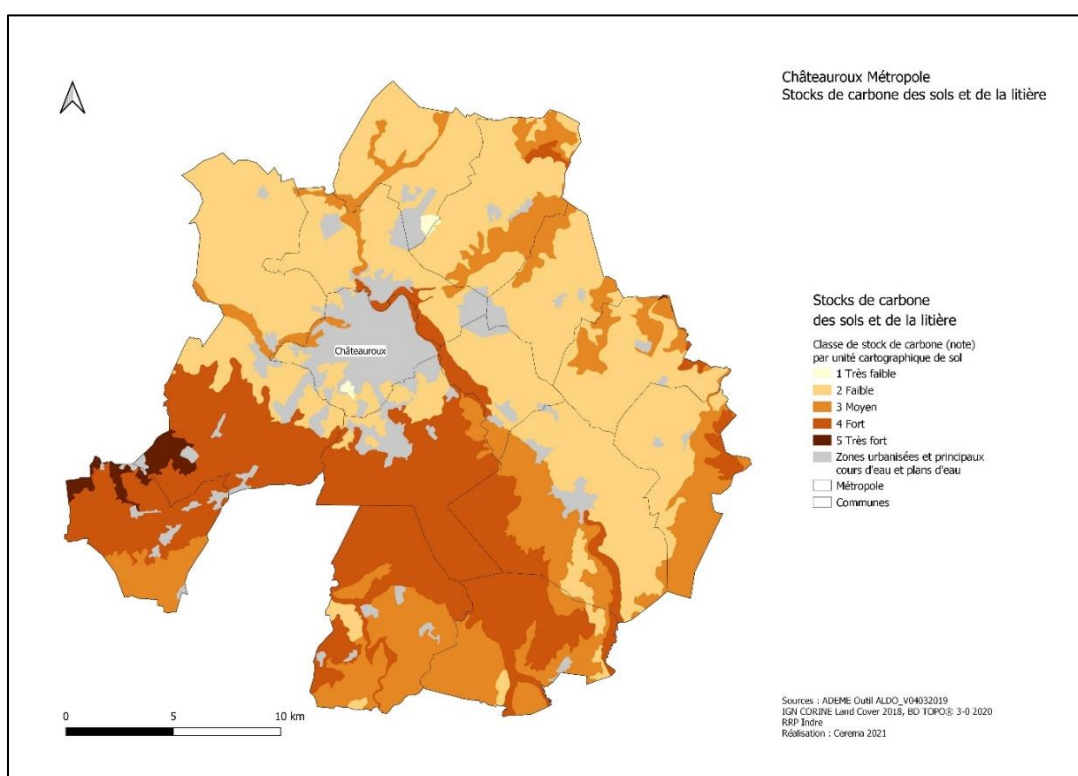 Châteauroux Métropole
Stocks de carbone des sols et de la litière
Châteauroux
Stocks de carbone
des sols et de la litière
Classe de stock de carbone (note)
par unité cartographique de sol
1 Très faible
2 Faible
3 Moyen
4 Fort
5 Très fort
Zones urbanisées et principaux
cours d'eau et plans d'eau
Métropole
Communes
0 5 10 km
Sources : ADEME Outil ALDO_V04032019
IGN CORINE Land Cover 2018, BD TOPO® 3-0 2020
RRP Indre
Réalisation : Cerema 2021